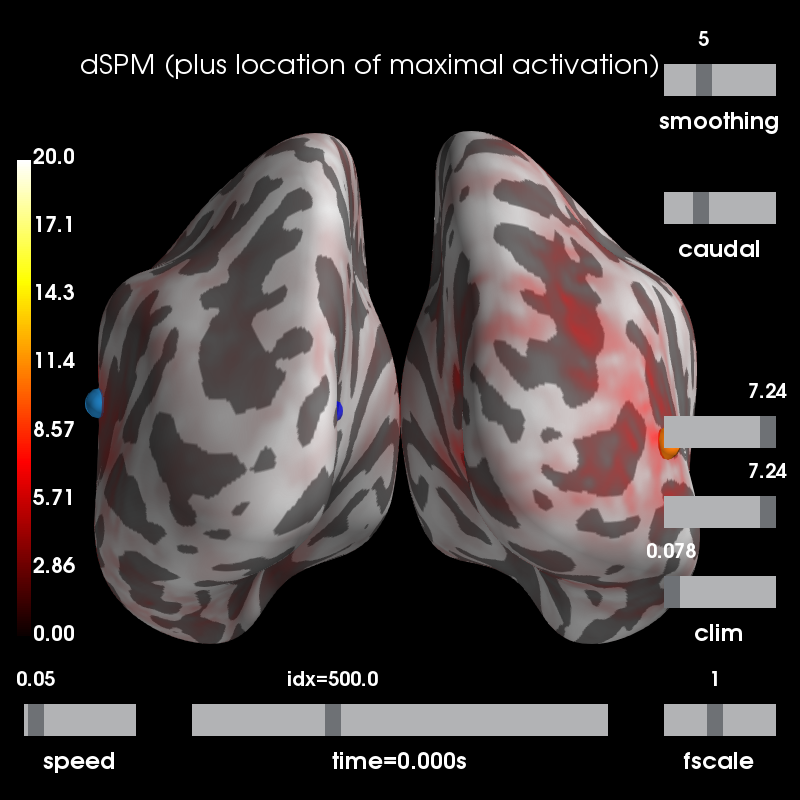 5
dSPM (plus location of maximal activation)
smoothing
20.0
17.1
caudal
14.3
11.4
7.24
8.57
7.24
5.71
0.078
2.86
0.00
clim
0.05
idx=500.0
1
speed
time=0.000s
fscale